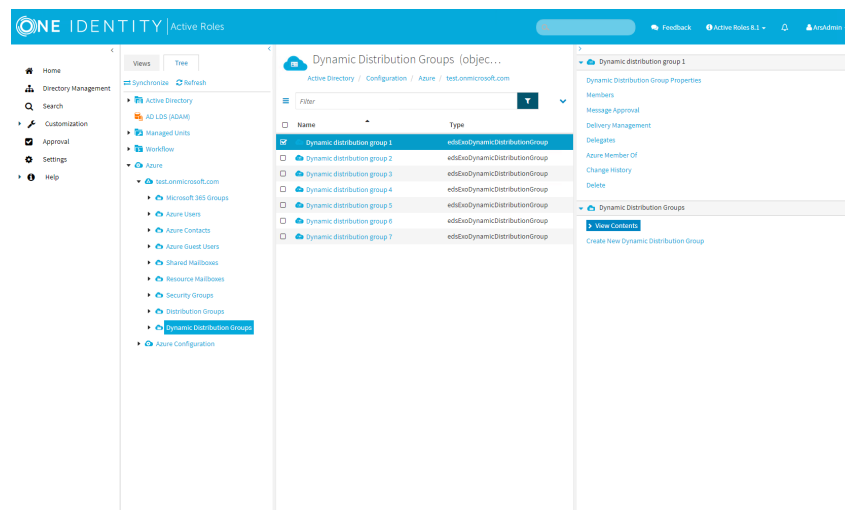 ONE IDENTITY Active Roles
Feedback
Active Roles 8.1
ArsAdmin
Home
Directory Management
Search
Customization
Approval
Settings
Help
Views
Tree
Synchronize
Refresh
Active Directory
AD LDS (ADAM)
Managed Units
Workflow
Azure
test.onmicrosoft.com
Microsoft 365 Groups
Azure Users
Azure Contacts
Azure Guest Users
Shared Mailboxes
Resource Mailboxes
Security Groups
Distribution Groups
Dynamic Distribution Groups
Azure Configuration
Dynamic Distribution Groups (objec...
Active Directory / Configuration / Azure / test.onmicrosoft.com
Filter
Name Type
Dynamic distribution group 1 edsExoDynamicDistributionGroup
Dynamic distribution group 2 edsExoDynamicDistributionGroup
Dynamic distribution group 3 edsExoDynamicDistributionGroup
Dynamic distribution group 4 edsExoDynamicDistributionGroup
Dynamic distribution group 5 edsExoDynamicDistributionGroup
Dynamic distribution group 6 edsExoDynamicDistributionGroup
Dynamic distribution group 7 edsExoDynamicDistributionGroup
Dynamic distribution group 1
Dynamic Distribution Group Properties
Members
Message Approval
Delivery Management
Delegates
Azure Member Of
Change History
Delete
Dynamic Distribution Groups
View Contents
Create New Dynamic Distribution Group